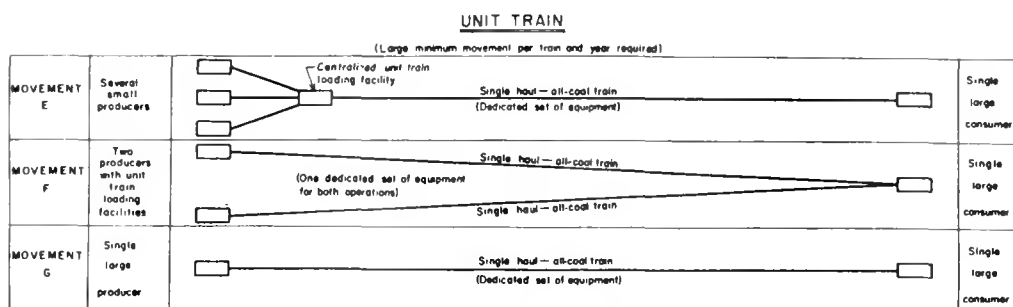 UNIT TRAIN
(Large minimum movement per train and year required)
MOVEMENT
E
Several
small
producers
Centralized unit train
loading facility
Single haul — all-coal train
(Dedicated set of equipment)
Single
large
consumer
MOVEMENT
F
Two
producers
with unit
train
loading
facilities
Single haul — all-coal train
(One dedicated set of equipment
for both operations)
Single haul — all-coal train
Single
large
consumer
MOVEMENT
G
Single
large
producer
Single haul — all-coal train
(Dedicated set of equipment)
Single
large
consumer